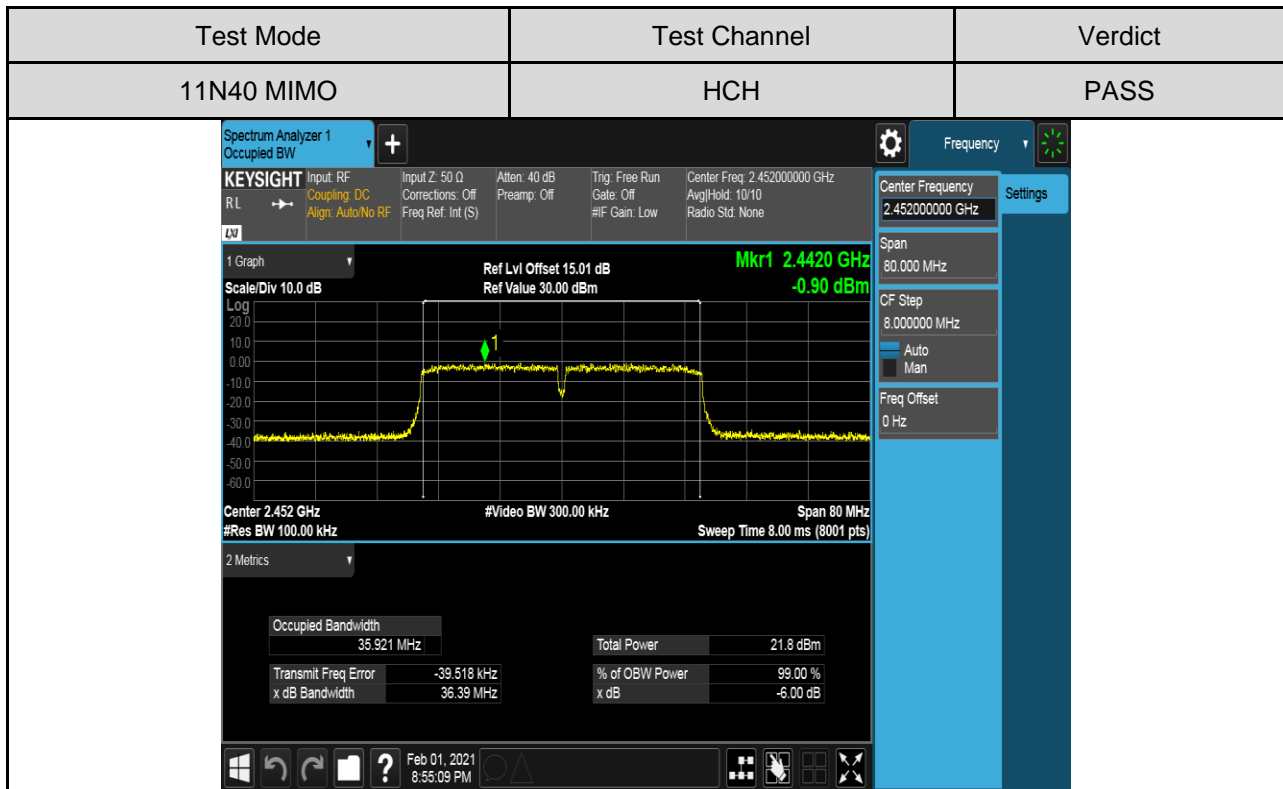 Test Mode Test Channel Verdict
11N40 MIMO HCH PASS
Spectrum Analyzer 1
Occupied BW
+
Frequency
KEYSIGHT
RL
LXI
Input: RF
Coupling: DC
Align: Auto/No RF
Input Z: 50 Ω
Corrections: Off
Freq Ref: Int (S)
Atten: 40 dB
Preamp: Off
Trig: Free Run
Gate: Off
#IF Gain: Low
Center Freq: 2.452000000 GHz
Avg|Hold: 10/10
Radio Std: None
Center Frequency
2.452000000 GHz
Settings
Span
80.000 MHz
CF Step
8.000000 MHz
Auto
Man
Freq Offset
0 Hz
1 Graph
Scale/Div 10.0 dB
Ref Lvl Offset 15.01 dB
Ref Value 30.00 dBm
Mkr1 2.4420 GHz
-0.90 dBm
Log
20.0
10.0
0.00
-10.0
-20.0
-30.0
-40.0
-50.0
-60.0
1
Center 2.452 GHz #Video BW 300.00 kHz Span 80 MHz
#Res BW 100.00 kHz Sweep Time 8.00 ms (8001 pts)
2 Metrics
Occupied Bandwidth
35.921 MHz
Total Power 21.8 dBm
Transmit Freq Error -39.518 kHz % of OBW Power 99.00 %
x dB Bandwidth 36.39 MHz x dB -6.00 dB
?
Feb 01, 2021
8:55:09 PM